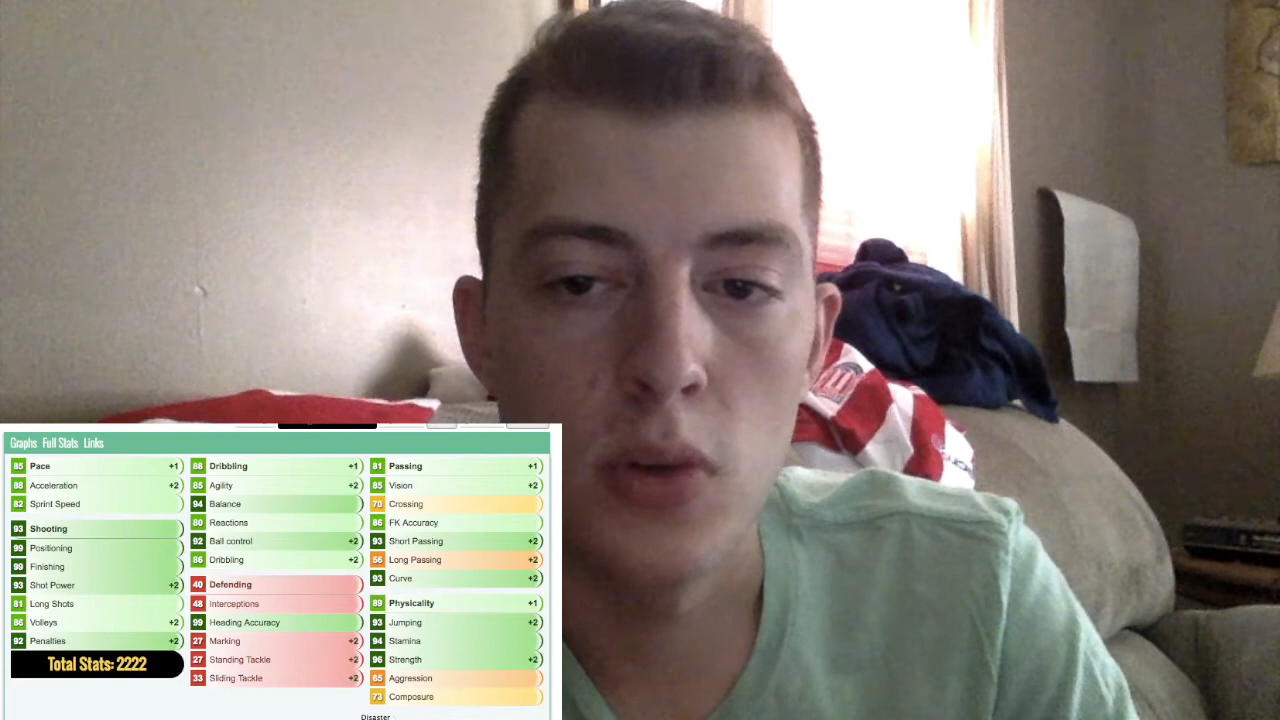 Graphs Full Stats Links
85 Pace +1
88 Acceleration +2
82 Sprint Speed
93 Shooting
99 Positioning
99 Finishing
93 Shot Power +2
81 Long Shots
86 Volleys +2
92 Penalties +2
Total Stats: 2222
88 Dribbling +1
85 Agility +2
94 Balance
80 Reactions
92 Ball control +2
86 Dribbling +2
40 Defending
48 Interceptions
99 Heading Accuracy
27 Marking +2
27 Standing Tackle +2
33 Sliding Tackle +2
81 Passing +1
85 Vision +2
70 Crossing
86 FK Accuracy
93 Short Passing +2
56 Long Passing +2
93 Curve +2
89 Physicality +1
93 Jumping +2
94 Stamina
96 Strength +2
65 Aggression
73 Composure
Disaster